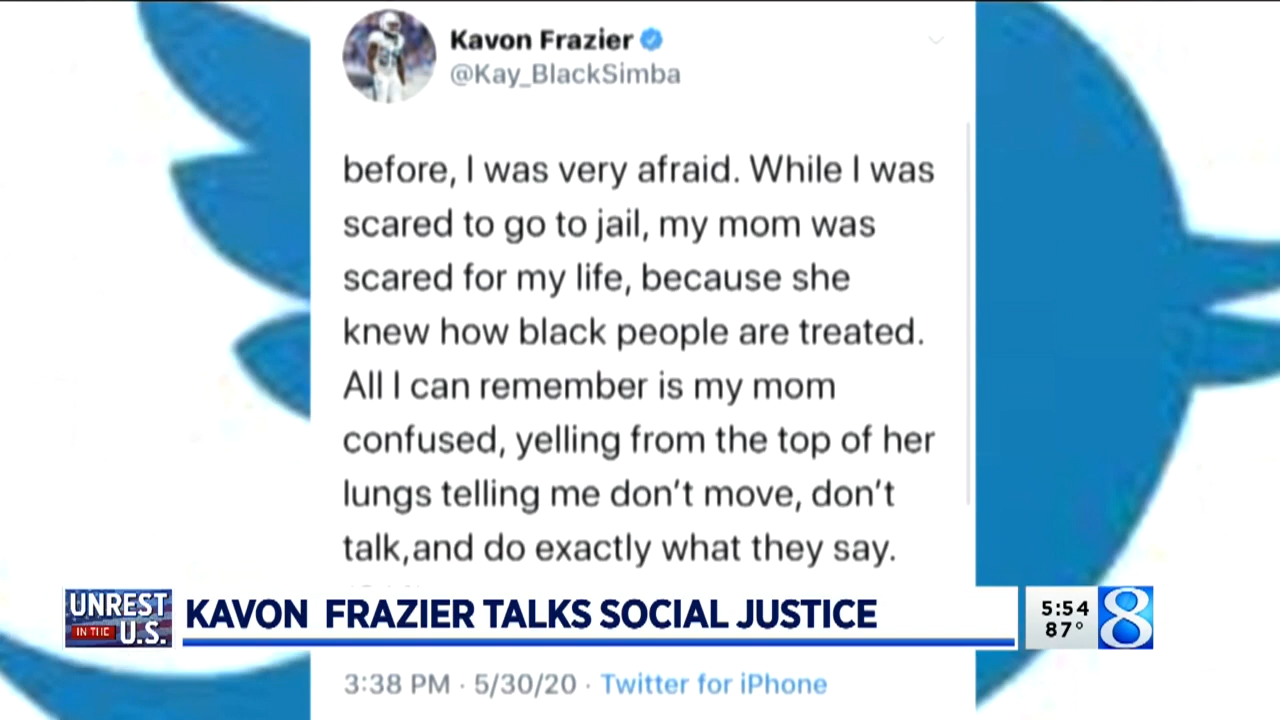 Kavon Frazier
@Kay_BlackSimba
before, I was very afraid. While I was
scared to go to jail, my mom was
scared for my life, because she
knew how black people are treated.
All I can remember is my mom
confused, yelling from the top of her
lungs telling me don't move, don't
talk,and do exactly what they say.
UNREST
IN THE U.S.
KAVON FRAZIER TALKS SOCIAL JUSTICE
5:54
87°
8
3:38 PM · 5/30/20 · Twitter for iPhone